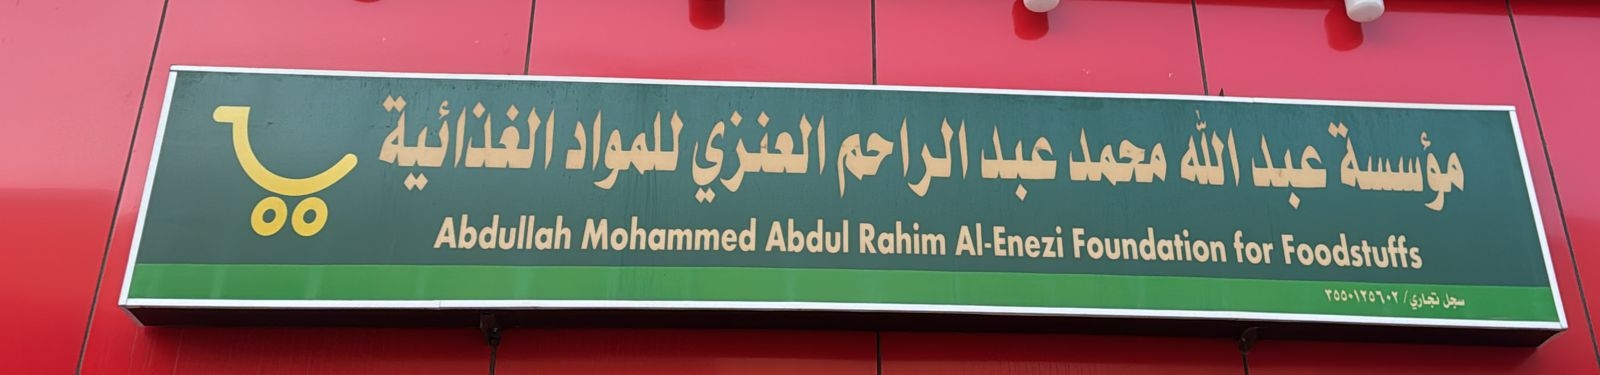 مؤسسة عبد الله محمد عبد الراحم العنزي للمواد الغذائية
Abdullah Mohammed Abdul Rahim Al-Enezi Foundation for Foodstuffs
سجل تجاري/ ٣٥٥٠١٢٥٦٠٢